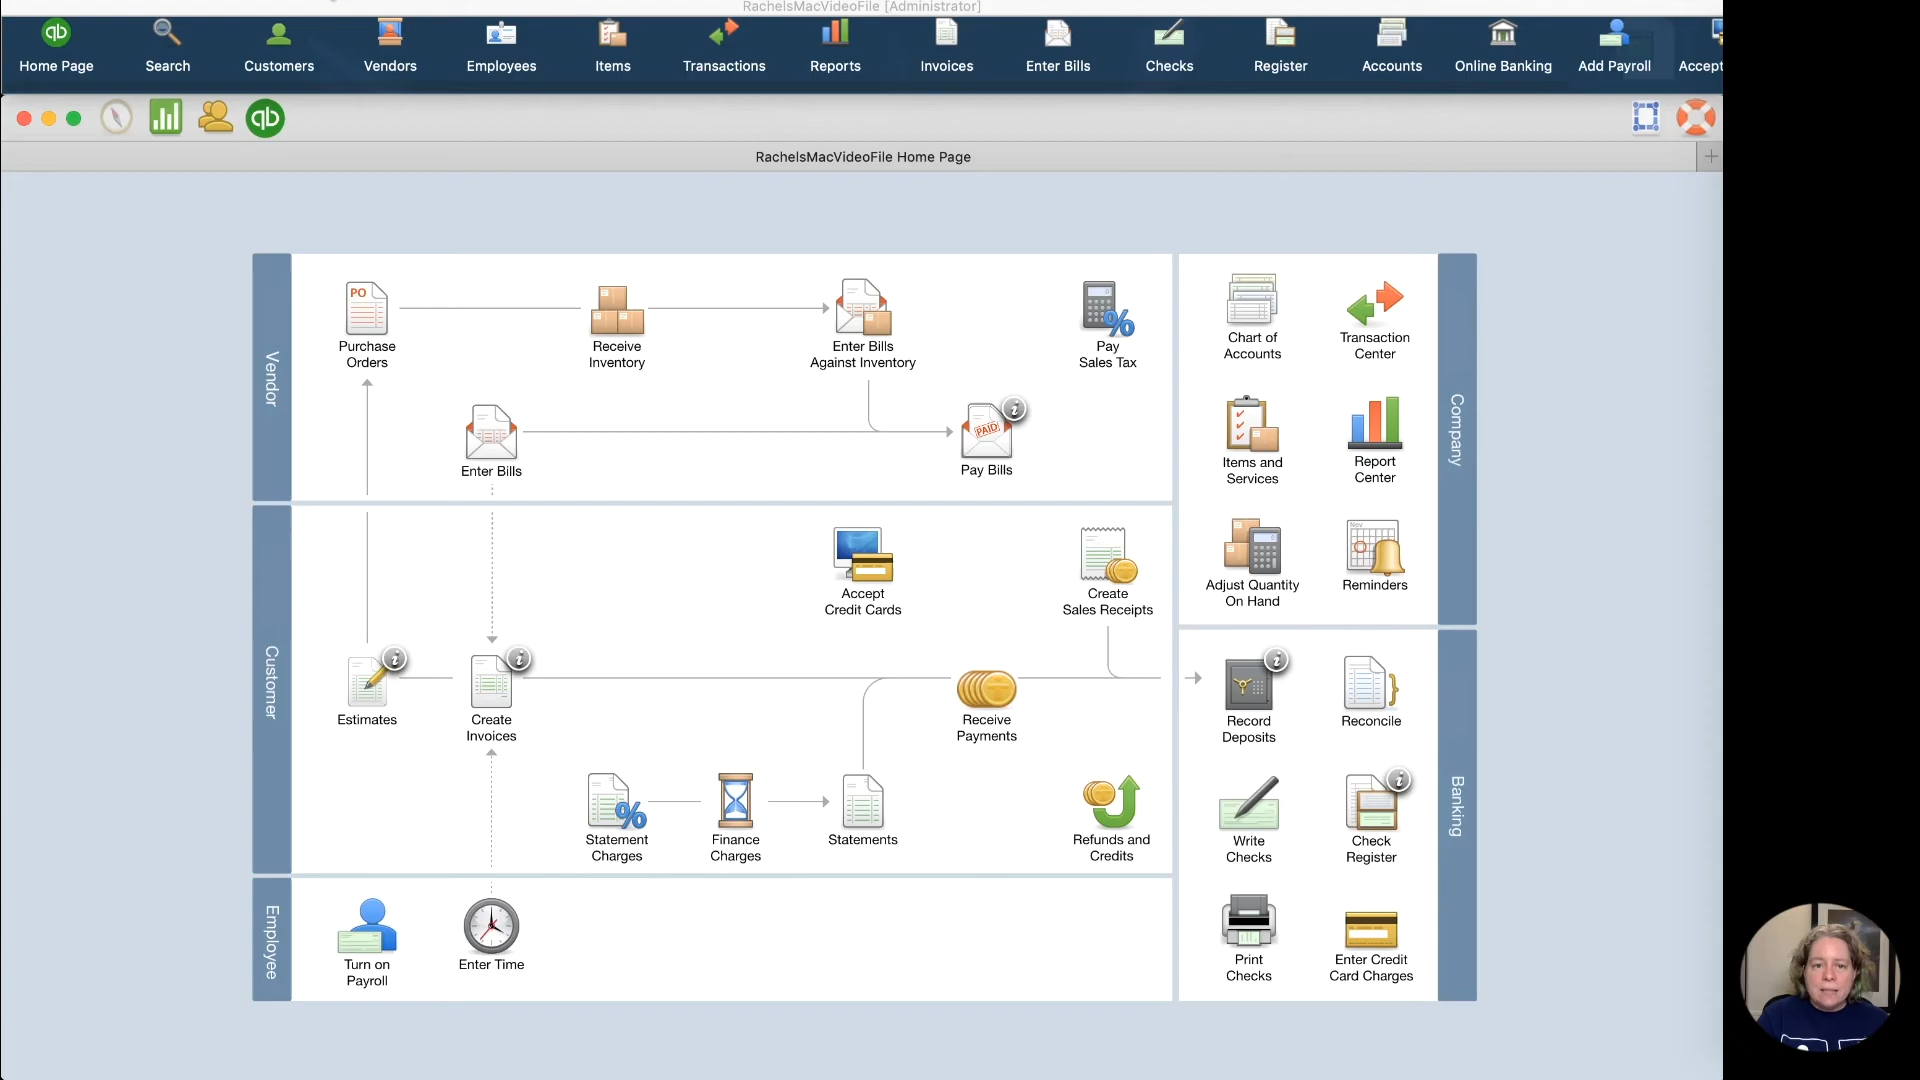 RachelsMacVideoFile [Administrator]
qb
Home Page
Search
Customers
Vendors
Employees
Items
Transactions
Reports
Invoices
Enter Bills
Checks
Register
Accounts
Online Banking
Add Payroll
Accept
qb
RachelsMacVideoFile Home Page
Vendor
PO
Purchase
Orders
Receive
Inventory
Enter Bills
Against Inventory
%
Pay
Sales Tax
Enter Bills
PAID
i
Pay Bills
Customer
Accept
Credit Cards
Create
Sales Receipts
i
Estimates
i
Create
Invoices
Receive
Payments
%
Statement
Charges
Finance
Charges
Statements
Refunds and
Credits
Employee
Turn on
Payroll
Enter Time
Company
Chart of
Accounts
Transaction
Center
Items and
Services
Report
Center
Adjust Quantity
On Hand
Nov
Reminders
Banking
i
Record
Deposits
Reconcile
Write
Checks
i
Check
Register
Print
Checks
Enter Credit
Card Charges